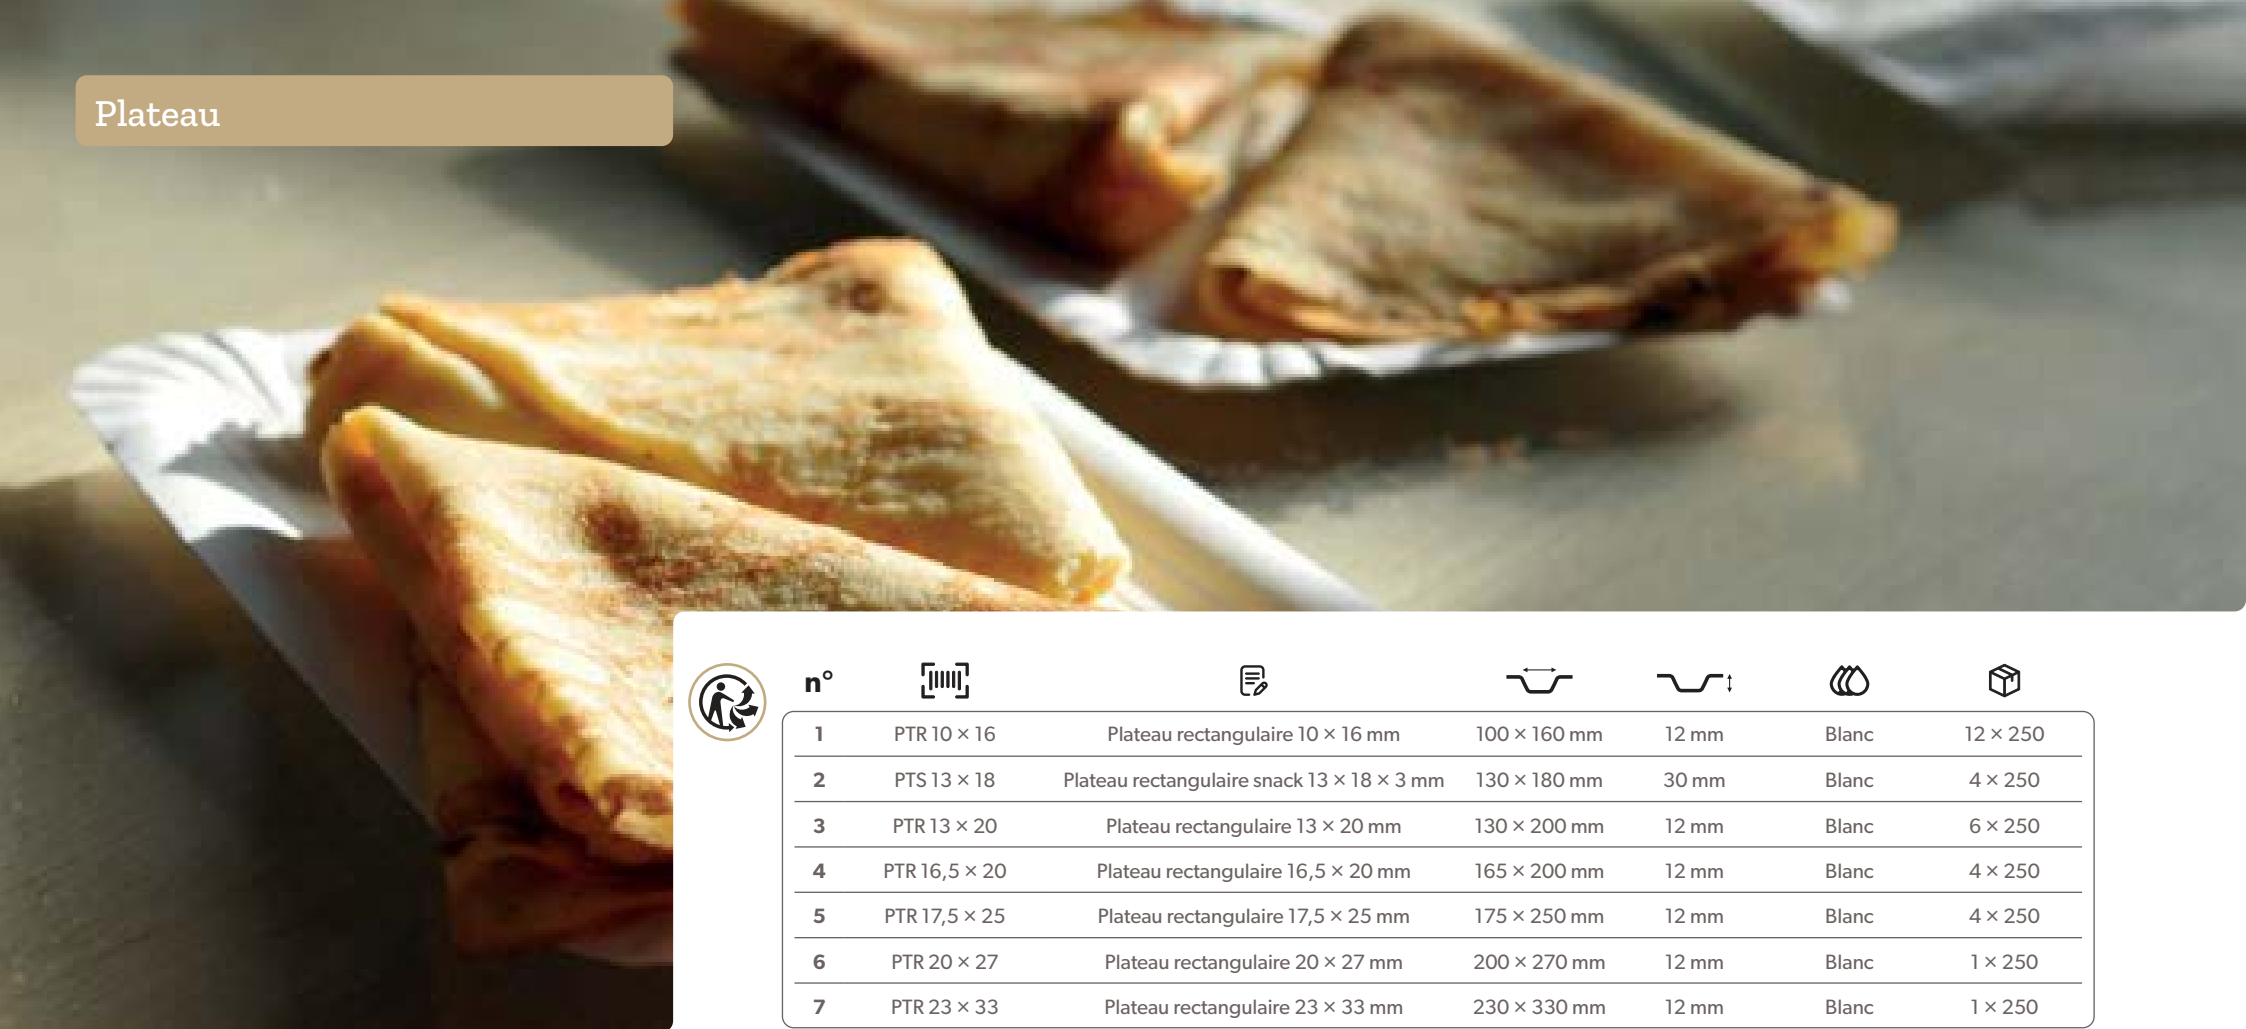 Plateau
n°
1 PTR 10 × 16 Plateau rectangulaire 10 × 16 mm 100 × 160 mm 12 mm Blanc 12 × 250
2 PTS 13 × 18 Plateau rectangulaire snack 13 × 18 × 3 mm 130 × 180 mm 30 mm Blanc 4 × 250
3 PTR 13 × 20 Plateau rectangulaire 13 × 20 mm 130 × 200 mm 12 mm Blanc 6 × 250
4 PTR 16,5 × 20 Plateau rectangulaire 16,5 × 20 mm 165 × 200 mm 12 mm Blanc 4 × 250
5 PTR 17,5 × 25 Plateau rectangulaire 17,5 × 25 mm 175 × 250 mm 12 mm Blanc 4 × 250
6 PTR 20 × 27 Plateau rectangulaire 20 × 27 mm 200 × 270 mm 12 mm Blanc 1 × 250
7 PTR 23 × 33 Plateau rectangulaire 23 × 33 mm 230 × 330 mm 12 mm Blanc 1 × 250